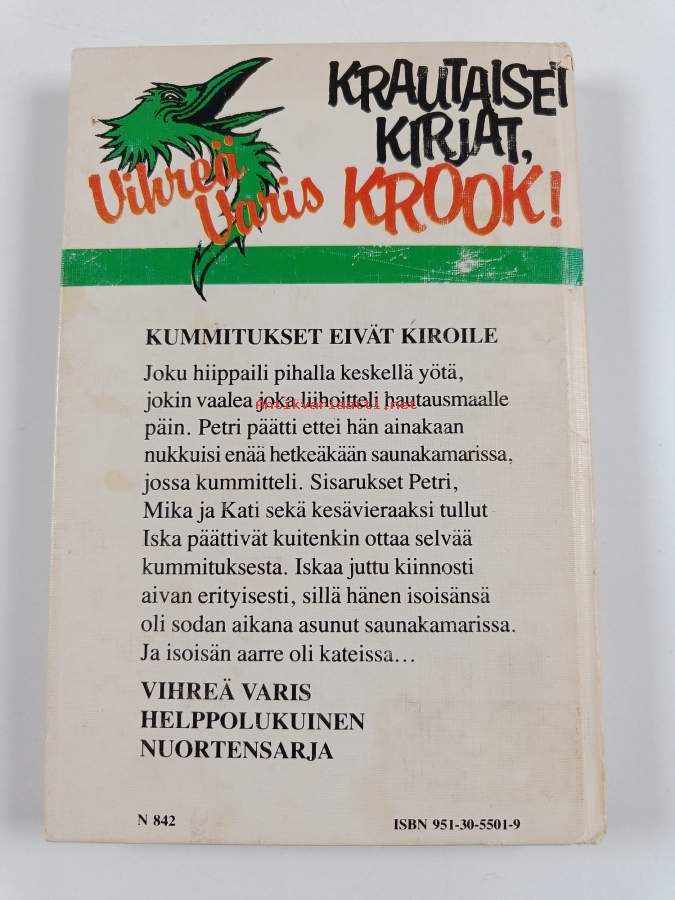 KRAUTAISET
KIRJAT,
KROOK!
Vihreä
Varis
KUMMITUKSET EIVÄT KIROILE
Joku hiippaili pihalla keskellä yötä,
jokin vaalea joka liihoitteli hautausmaalle
antikvariaatti.net
päin. Petri päätti ettei hän ainakaan
nukkuisi enää hetkeäkään saunakamarissa,
jossa kummitteli. Sisarukset Petri,
Mika ja Kati sekä kesävieraaksi tullut
Iska päättivät kuitenkin ottaa selvää
kummituksesta. Iskaa juttu kiinnosti
aivan erityisesti, sillä hänen isoisänsä
oli sodan aikana asunut saunakamarissa.
Ja isoisän aarre oli kateissa...
VIHREÄ VARIS
HELPPOLUKUINEN
NUORTENSARJA
N 842
ISBN 951-30-5501-9